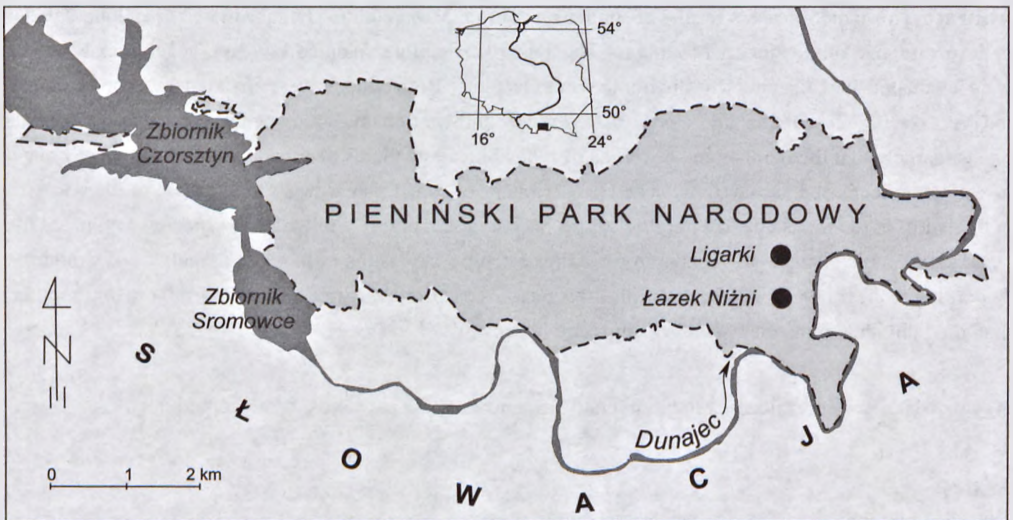 54°
50°
16°
24°
Zbiornik
Czorsztyn
PIENIŃSKI PARK NARODOWY
Ligarki
Łazek Niżni
Zbiornik
Sromowce
N
Dunajec
S Ł O W A C J A
0 1 2 km